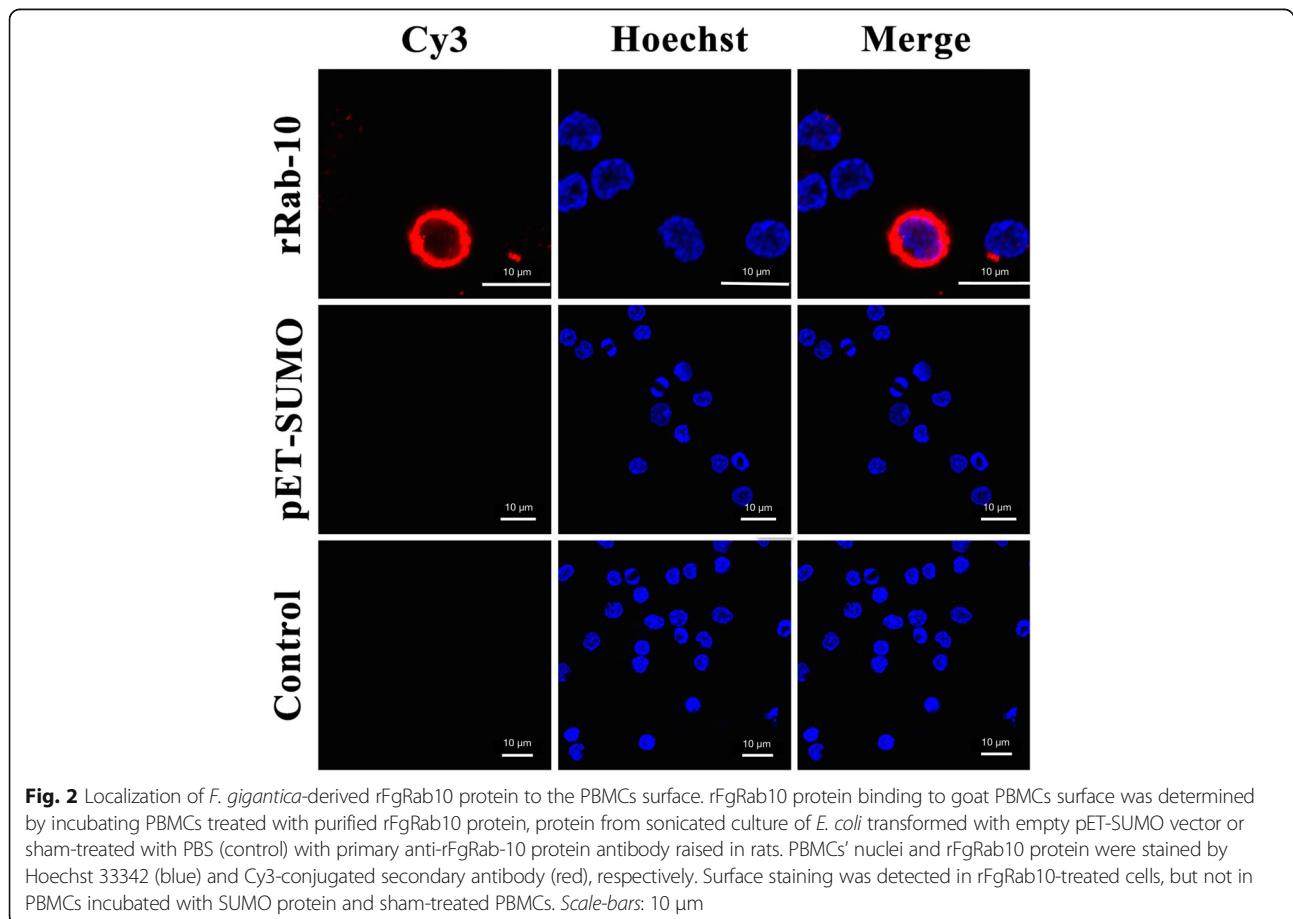 Cy3 Hoechst Merge
rRab-10
10 µm 10 µm 10 µm
pET-SUMO
10 µm 10 µm 10 µm
Control
10 µm 10 µm 10 µm
Fig. 2 Localization of F. gigantica-derived rFgRab10 protein to the PBMCs surface. rFgRab10 protein binding to goat PBMCs surface was determined
by incubating PBMCs treated with purified rFgRab10 protein, protein from sonicated culture of E. coli transformed with empty pET-SUMO vector or
sham-treated with PBS (control) with primary anti-rFgRab-10 protein antibody raised in rats. PBMCs’ nuclei and rFgRab10 protein were stained by
Hoechst 33342 (blue) and Cy3-conjugated secondary antibody (red), respectively. Surface staining was detected in rFgRab10-treated cells, but not in
PBMCs incubated with SUMO protein and sham-treated PBMCs. Scale-bars: 10 µm